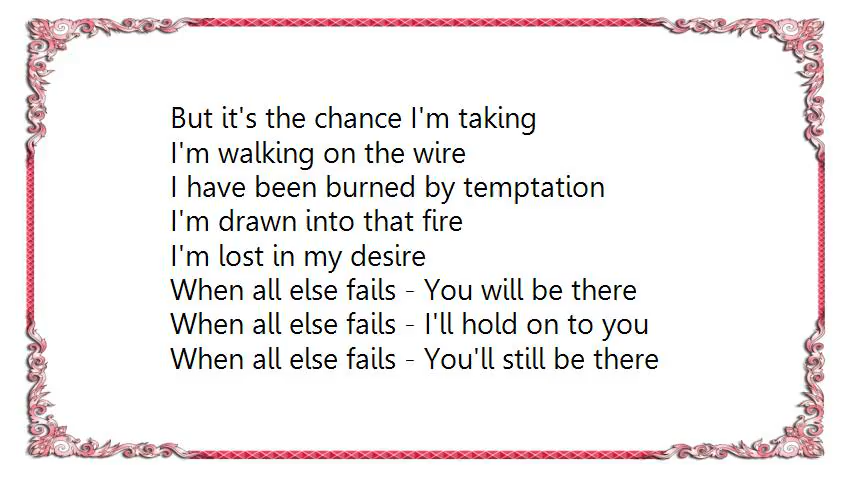 But it's the chance I'm taking
I'm walking on the wire
I have been burned by temptation
I'm drawn into that fire
I'm lost in my desire
When all else fails - You will be there
When all else fails - I'll hold on to you
When all else fails - You'll still be there